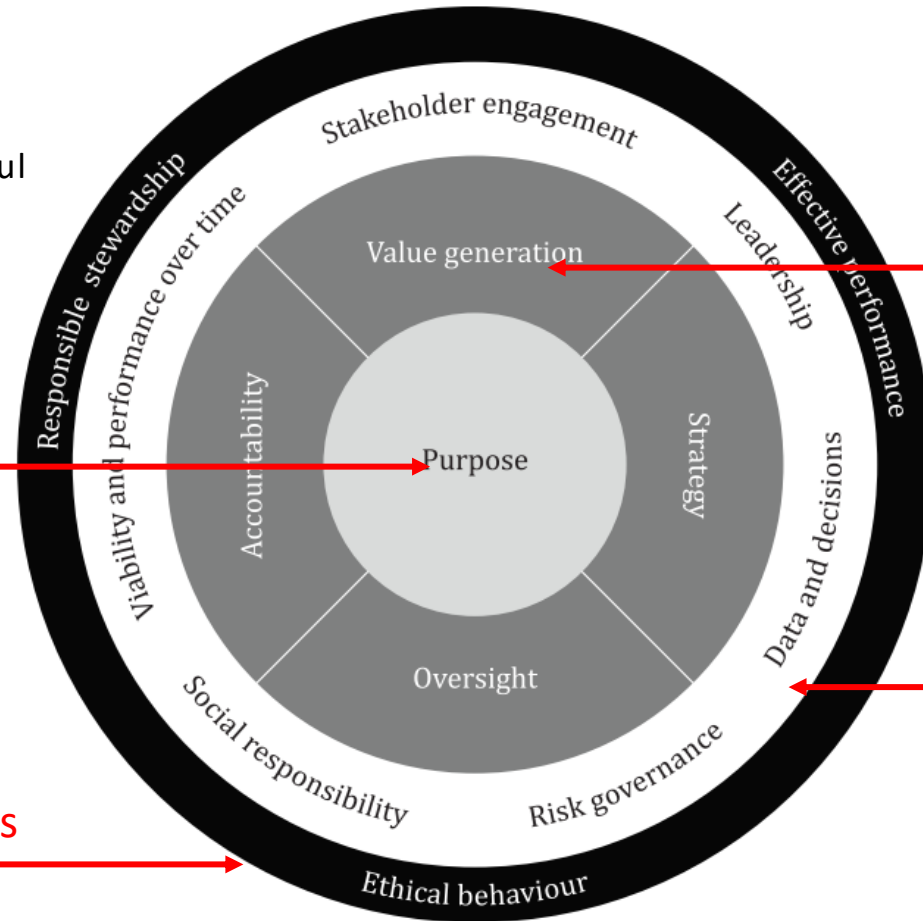 Stakeholder engagement
ul
Responsible stewardship
Effective performance
Leadership
Value generation
Viability and performance over time
Accountability
Purpose
Strategy
Data and decisions
Oversight
Social responsibility
Risk governance
s
Ethical behaviour